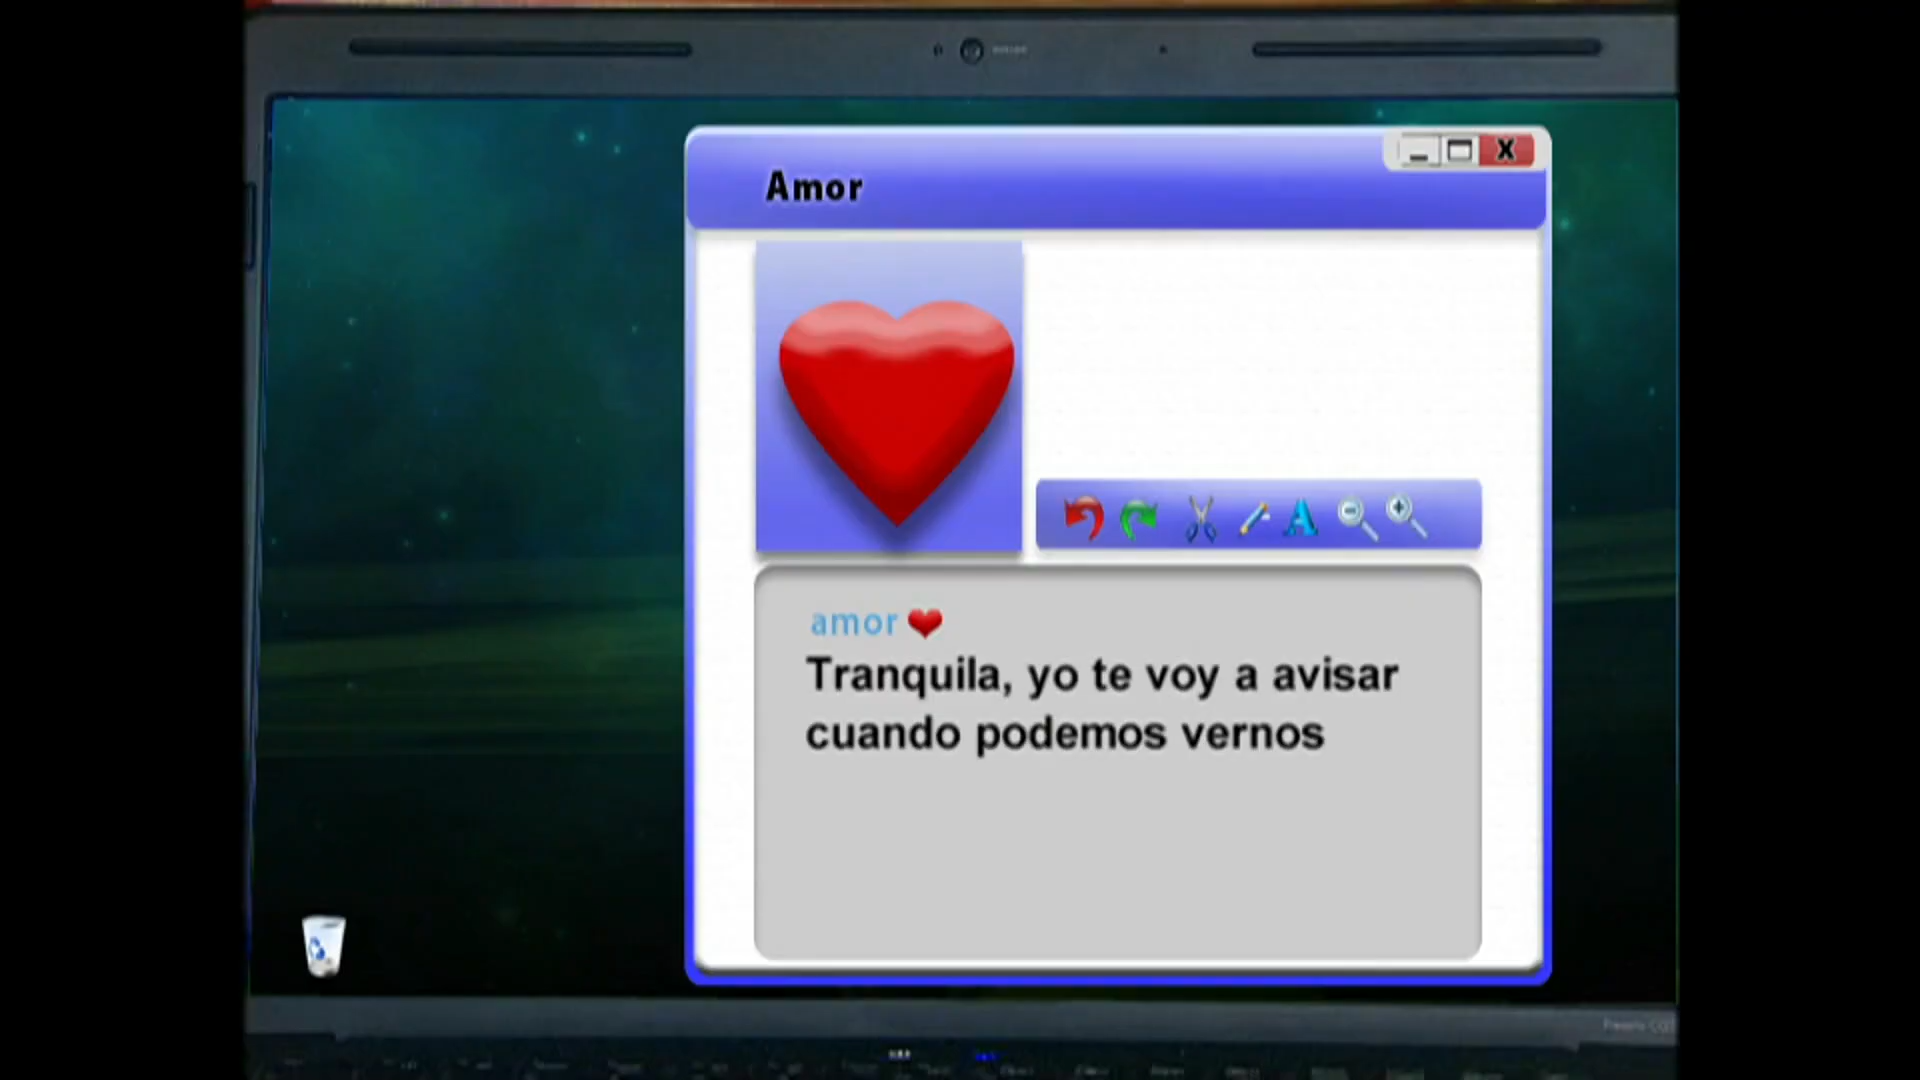 Amor
amor
Tranquila, yo te voy a avisar
cuando podemos vernos